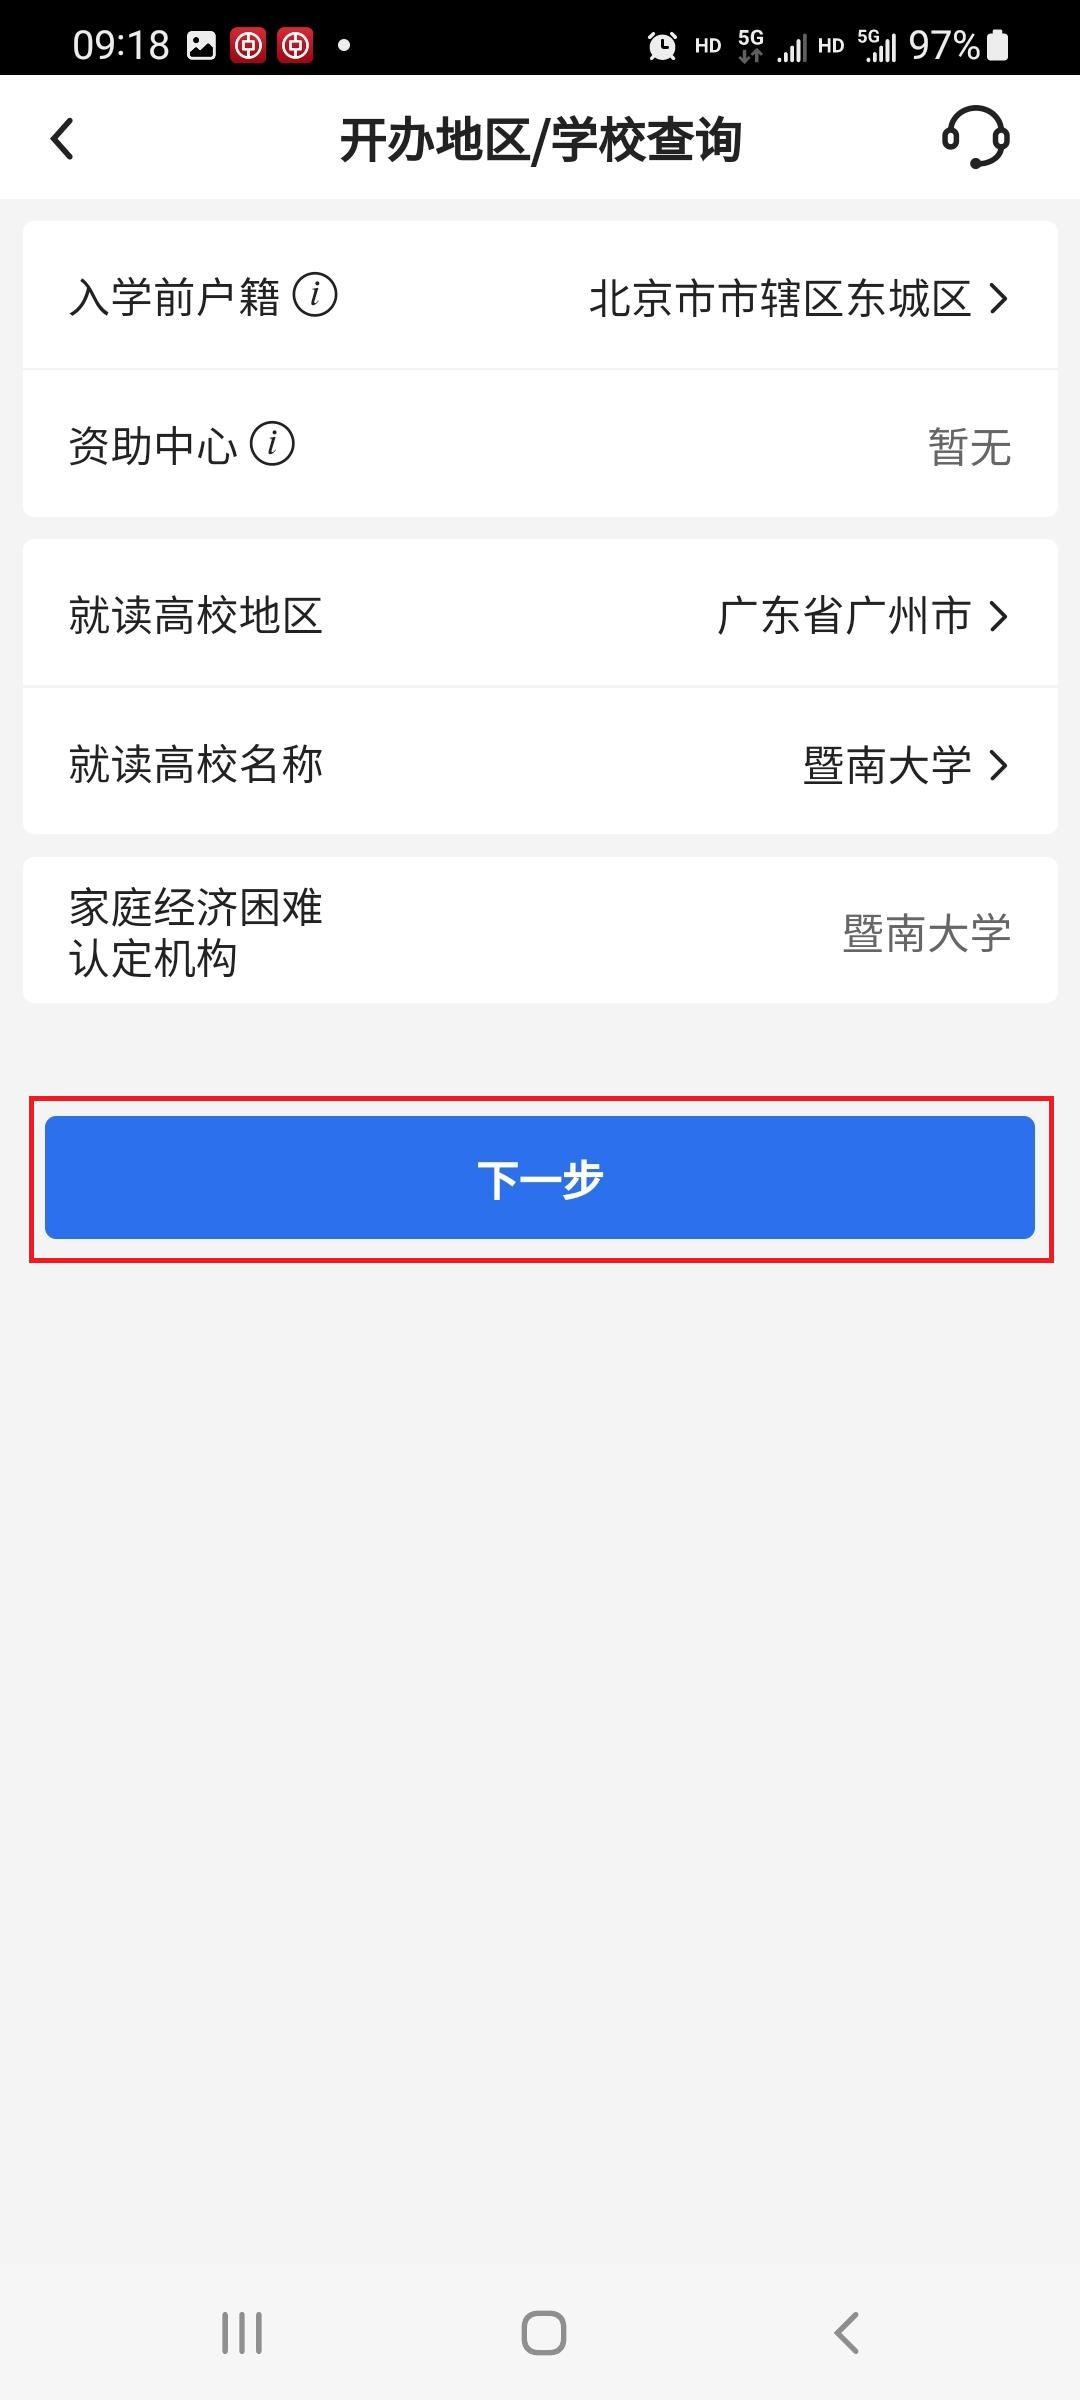 09:18 HD 5G HD 5G 97%
开办地区/学校查询
入学前户籍 i 北京市市辖区东城区
资助中心 i 暂无
就读高校地区 广东省广州市
就读高校名称 暨南大学
家庭经济困难
认定机构 暨南大学
下一步